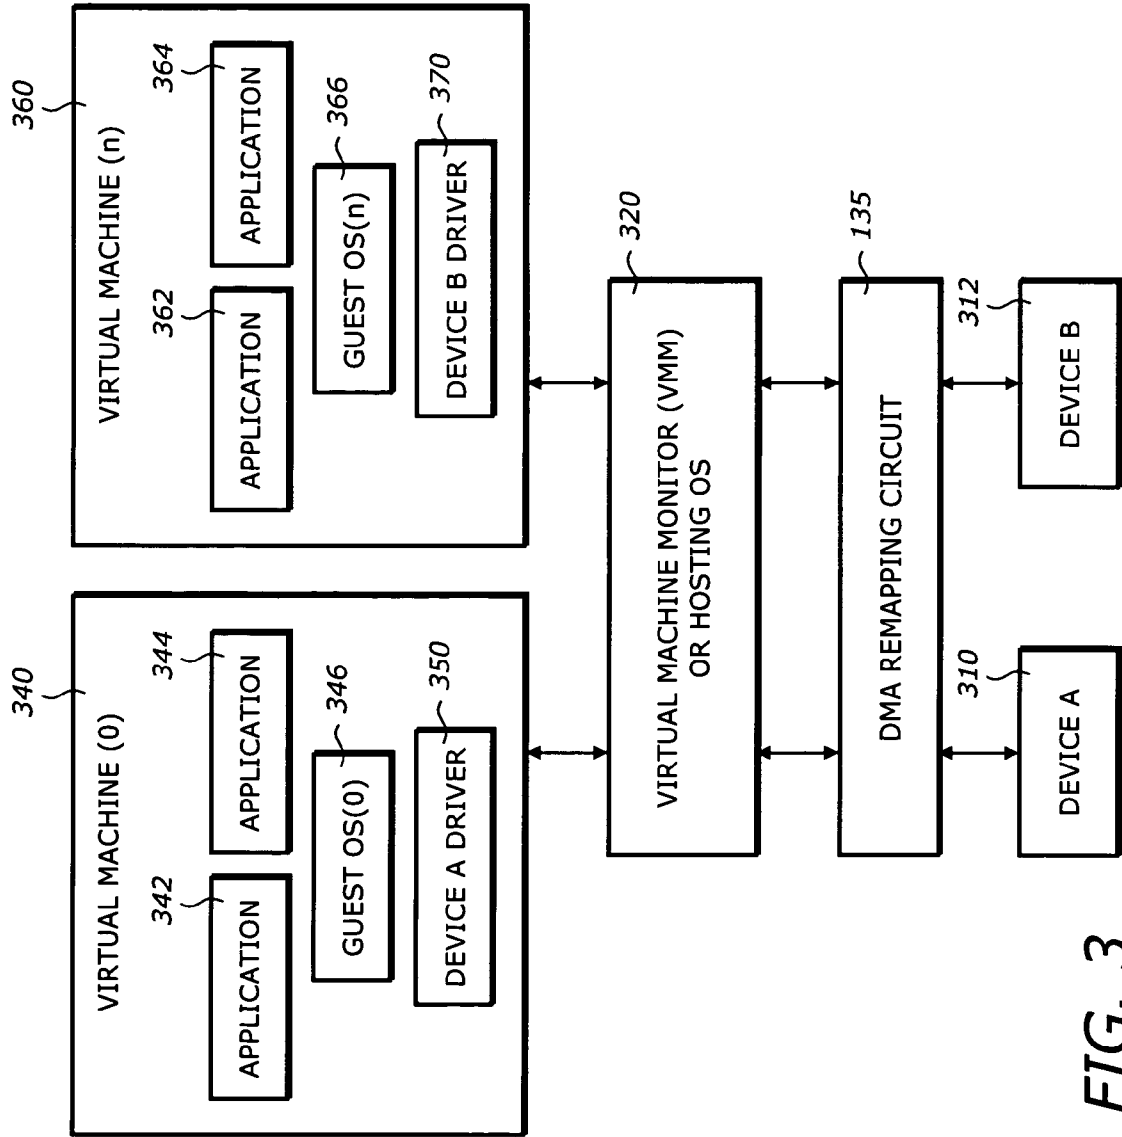 340
VIRTUAL MACHINE (0)
342
APPLICATION
344
APPLICATION
346
GUEST OS(0)
350
DEVICE A DRIVER
360
VIRTUAL MACHINE (n)
362
APPLICATION
364
APPLICATION
366
GUEST OS(n)
370
DEVICE B DRIVER
320
VIRTUAL MACHINE MONITOR (VMM)
OR HOSTING OS
135
DMA REMAPPING CIRCUIT
310
DEVICE A
312
DEVICE B
FIG. 3